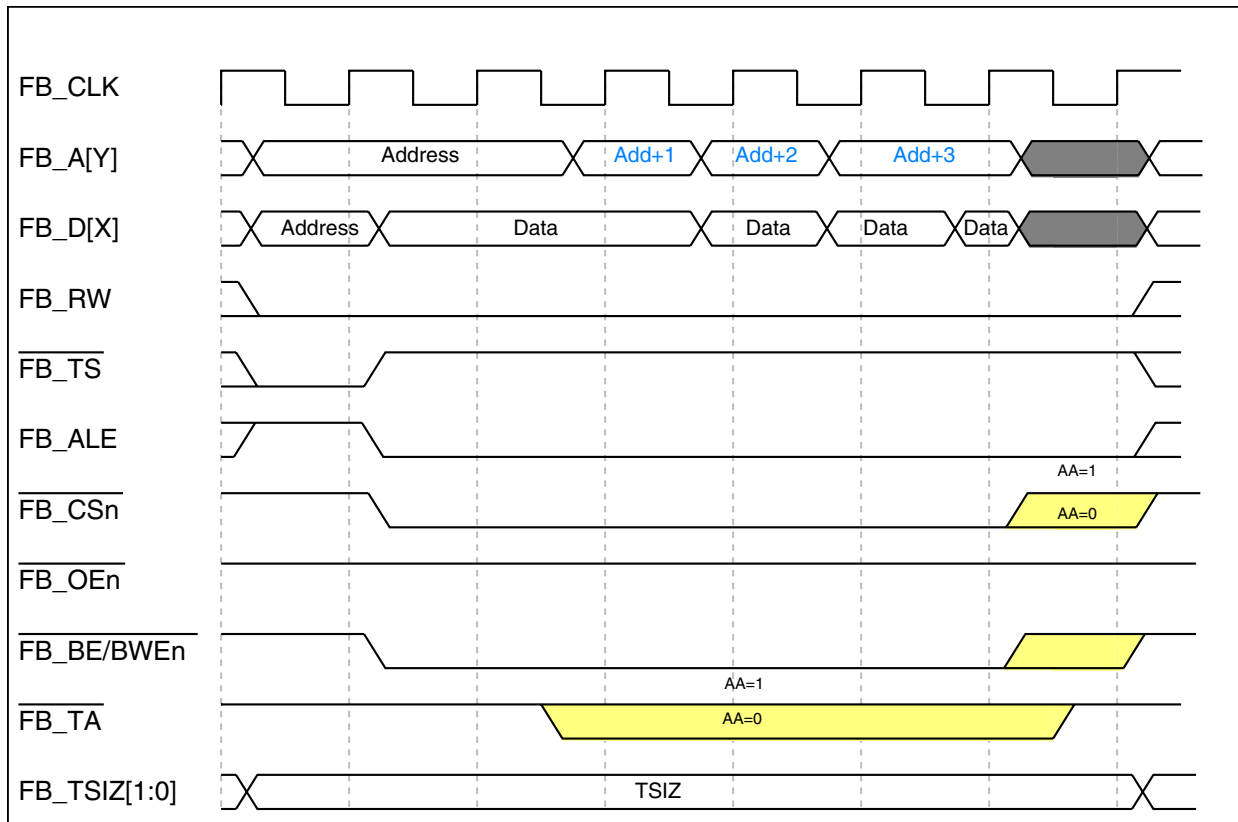 FB_CLK
FB_A[Y] Address Add+1 Add+2 Add+3
FB_D[X] Address Data Data Data Data
FB_RW
FB_TS
FB_ALE
AA=1
FB_CSn AA=0
FB_OEn
FB_BE/BWEn
AA=1
FB_TA AA=0
FB_TSIZ[1:0] TSIZ